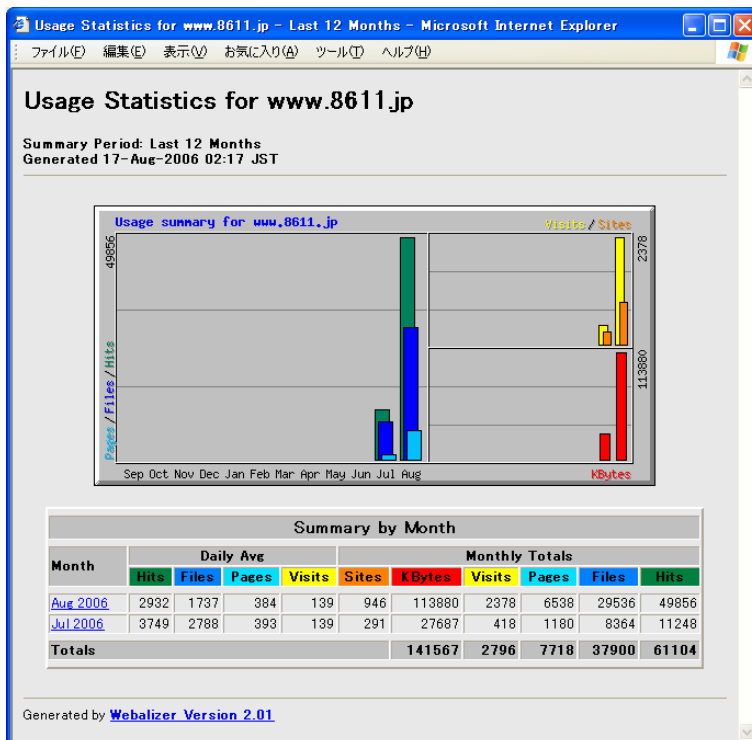 Usage Statistics for www.8611.jp - Last 12 Months - Microsoft Internet Explorer
ファイル(F) 編集(E) 表示(V) お気に入り(A) ツール(T) ヘルプ(H)
Usage Statistics for www.8611.jp
Summary Period: Last 12 Months
Generated 17-Aug-2006 02:17 JST
Usage summary for www.8611.jp
Visits / Sites
49856
2378
Pages / Files / Hits
113880
Sep Oct Nov Dec Jan Feb Mar Apr May Jun Jul Aug
KBytes
Summary by Month
Month Daily Avg Monthly Totals
Hits Files Pages Visits Sites KBytes Visits Pages Files Hits
Aug 2006 2932 1737 384 139 946 113880 2378 6538 29536 49856
Jul 2006 3749 2788 393 139 291 27687 418 1180 8364 11248
Totals 141567 2796 7718 37900 61104
Generated by Webalizer Version 2.01